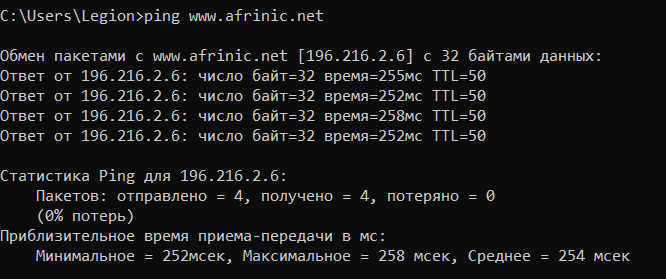 C:\Users\Legion>ping www.afrinic.net
Обмен пакетами с www.afrinic.net [196.216.2.6] с 32 байтами данных:
Ответ от 196.216.2.6: число байт=32 время=255мс TTL=50
Ответ от 196.216.2.6: число байт=32 время=252мс TTL=50
Ответ от 196.216.2.6: число байт=32 время=258мс TTL=50
Ответ от 196.216.2.6: число байт=32 время=252мс TTL=50
Статистика Ping для 196.216.2.6:
Пакетов: отправлено = 4, получено = 4, потеряно = 0
(0% потерь)
Приблизительное время приема-передачи в мс:
Минимальное = 252мсек, Максимальное = 258 мсек, Среднее = 254 мсек